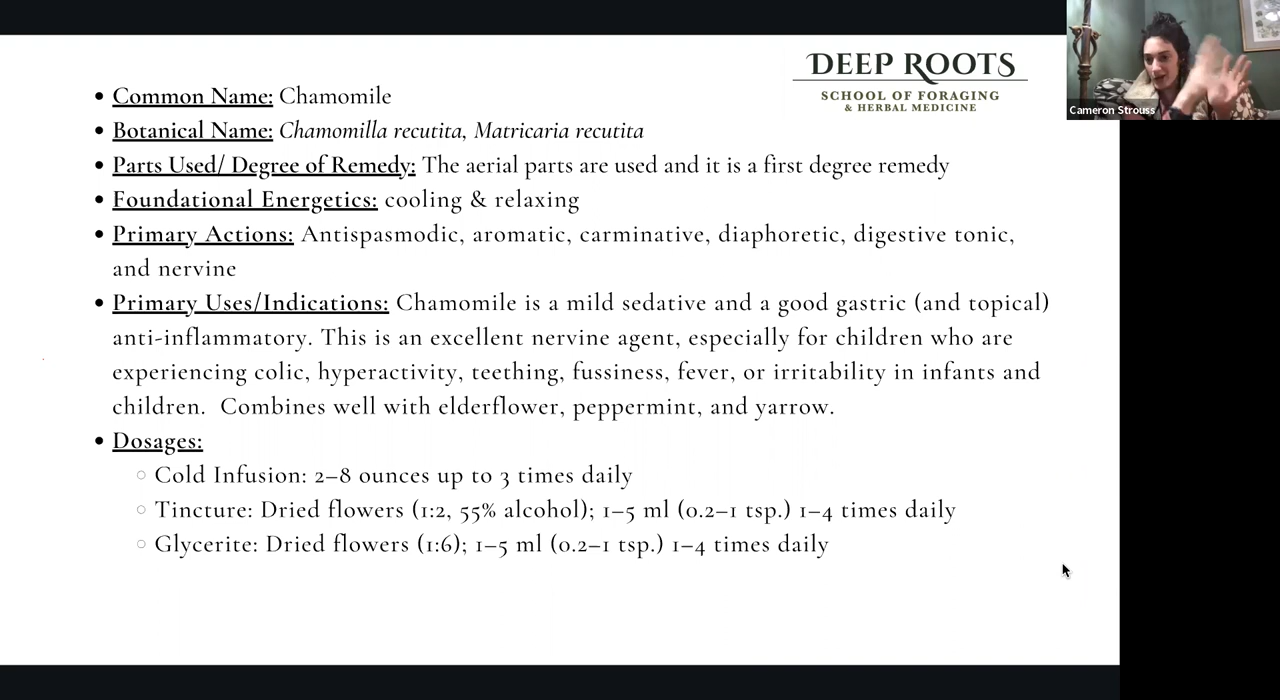 DEEP ROOTS
SCHOOL OF FORAGING
& HERBAL MEDICINE
Cameron Strouss
• Common Name: Chamomile
• Botanical Name: Chamomilla recutita, Matricaria recutita
• Parts Used/ Degree of Remedy: The aerial parts are used and it is a first degree remedy
• Foundational Energetics: cooling & relaxing
• Primary Actions: Antispasmodic, aromatic, carminative, diaphoretic, digestive tonic,
and nervine
• Primary Uses/Indications: Chamomile is a mild sedative and a good gastric (and topical)
anti-inflammatory. This is an excellent nervine agent, especially for children who are
experiencing colic, hyperactivity, teething, fussiness, fever, or irritability in infants and
children.  Combines well with elderflower, peppermint, and yarrow.
• Dosages:
○ Cold Infusion: 2–8 ounces up to 3 times daily
○ Tincture: Dried flowers (1:2, 55% alcohol); 1–5 ml (0.2–1 tsp.) 1–4 times daily
○ Glycerite: Dried flowers (1:6); 1–5 ml (0.2–1 tsp.) 1–4 times daily